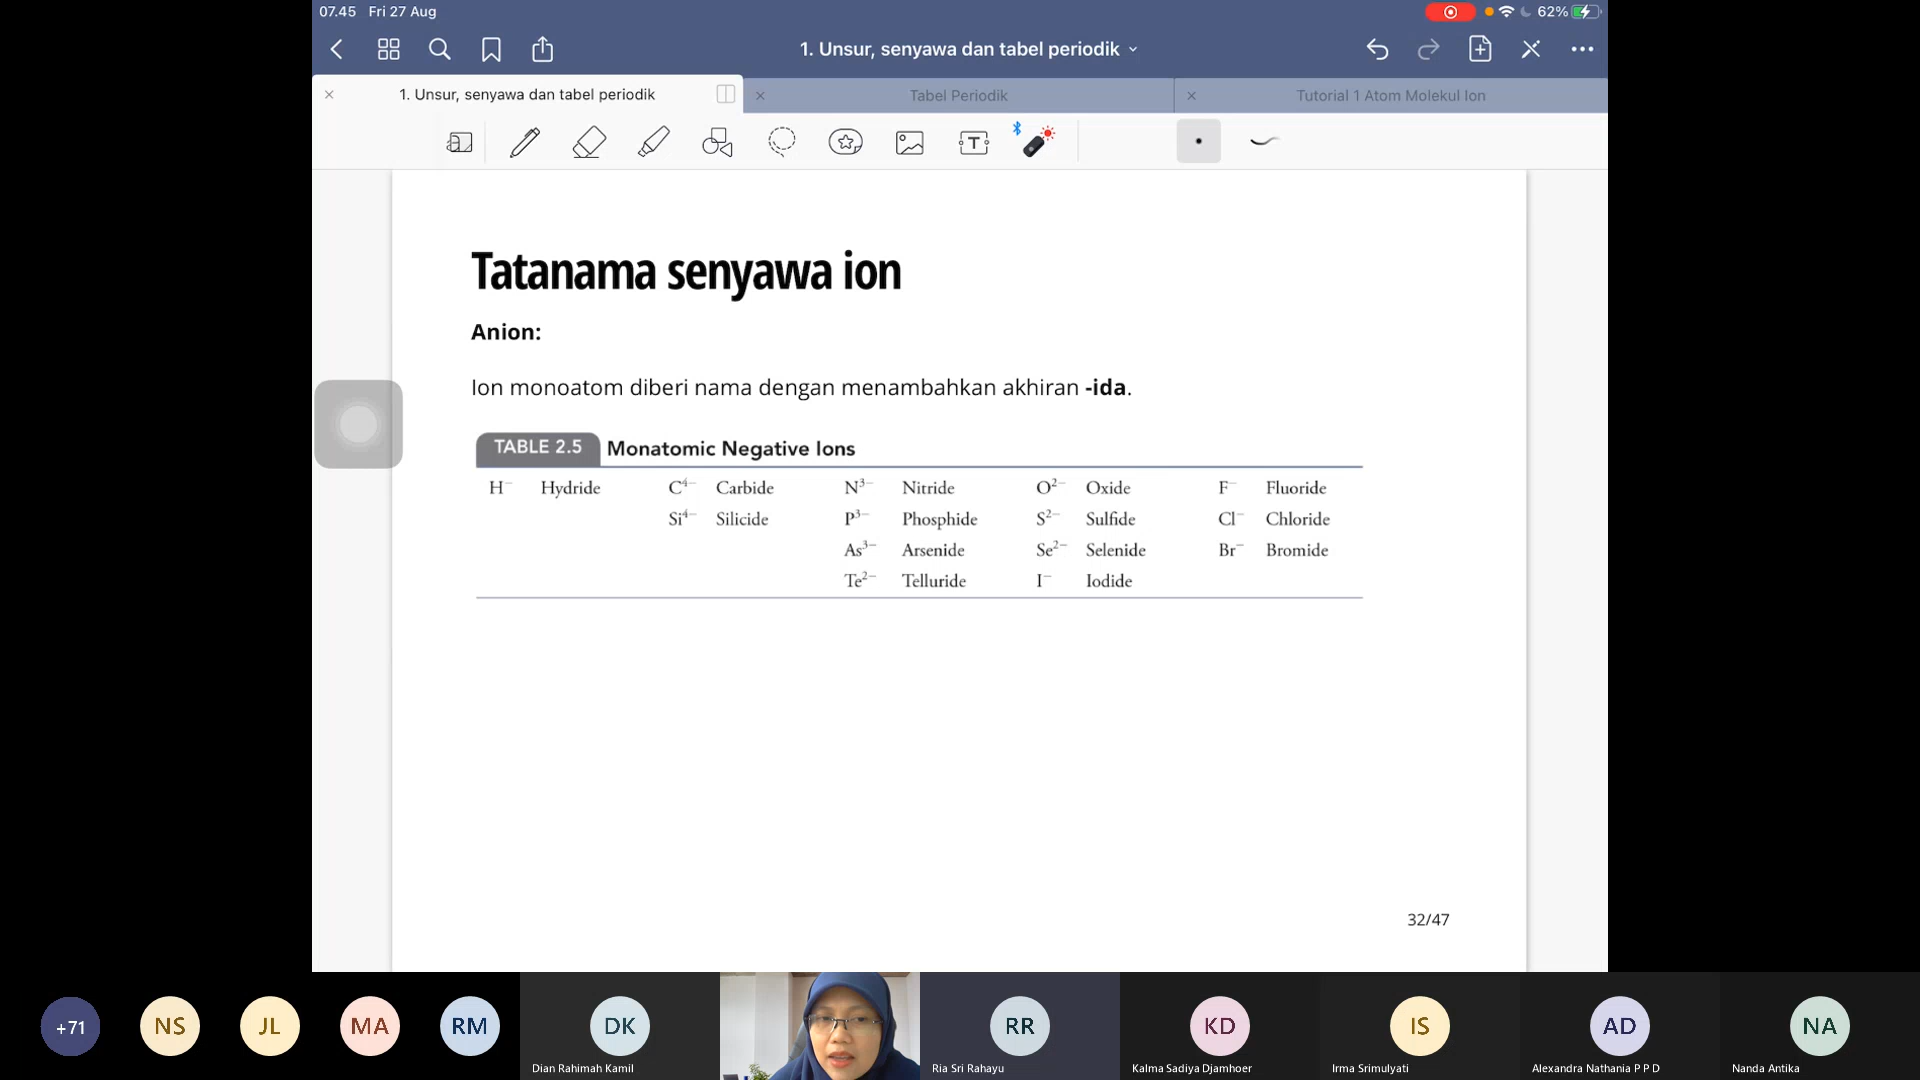 07.45 Fri 27 Aug
62%
1. Unsur, senyawa dan tabel periodik
1. Unsur, senyawa dan tabel periodik
Tabel Periodik
Tutorial 1 Atom Molekul Ion
a
T
Tatanama senyawa ion
Anion:
Ion monoatom diberi nama dengan menambahkan akhiran -ida.
TABLE 2.5 Monatomic Negative Ions
H⁻ Hydride C⁴⁻ Carbide N³⁻ Nitride O²⁻ Oxide F⁻ Fluoride
Si⁴⁻ Silicide P³⁻ Phosphide S²⁻ Sulfide Cl⁻ Chloride
As³⁻ Arsenide Se²⁻ Selenide Br⁻ Bromide
Te²⁻ Telluride I⁻ Iodide
32/47
+71 NS JL MA RM DK RR KD IS AD NA
Dian Rahimah Kamil Ria Sri Rahayu Kalma Sadiya Djamhoer Irma Srimulyati Alexandra Nathania P P D Nanda Antika